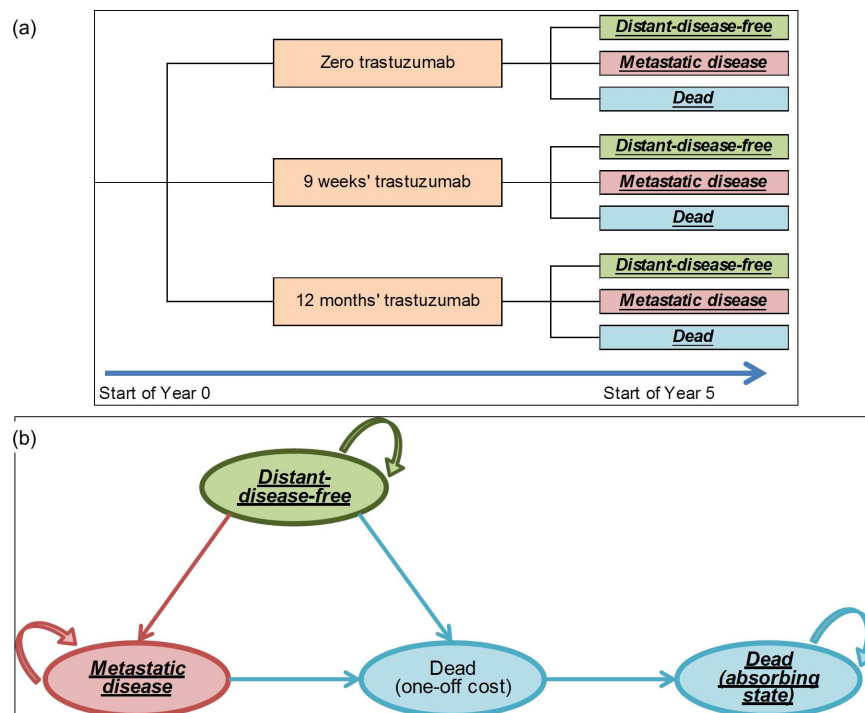 (a)
Distant-disease-free
Zero trastuzumab
Metastatic disease
Dead
Distant-disease-free
9 weeks' trastuzumab
Metastatic disease
Dead
Distant-disease-free
12 months' trastuzumab
Metastatic disease
Dead
Start of Year 0
Start of Year 5
(b)
Distant-
disease-free
Metastatic
disease
Dead
(one-off cost)
Dead
(absorbing
state)